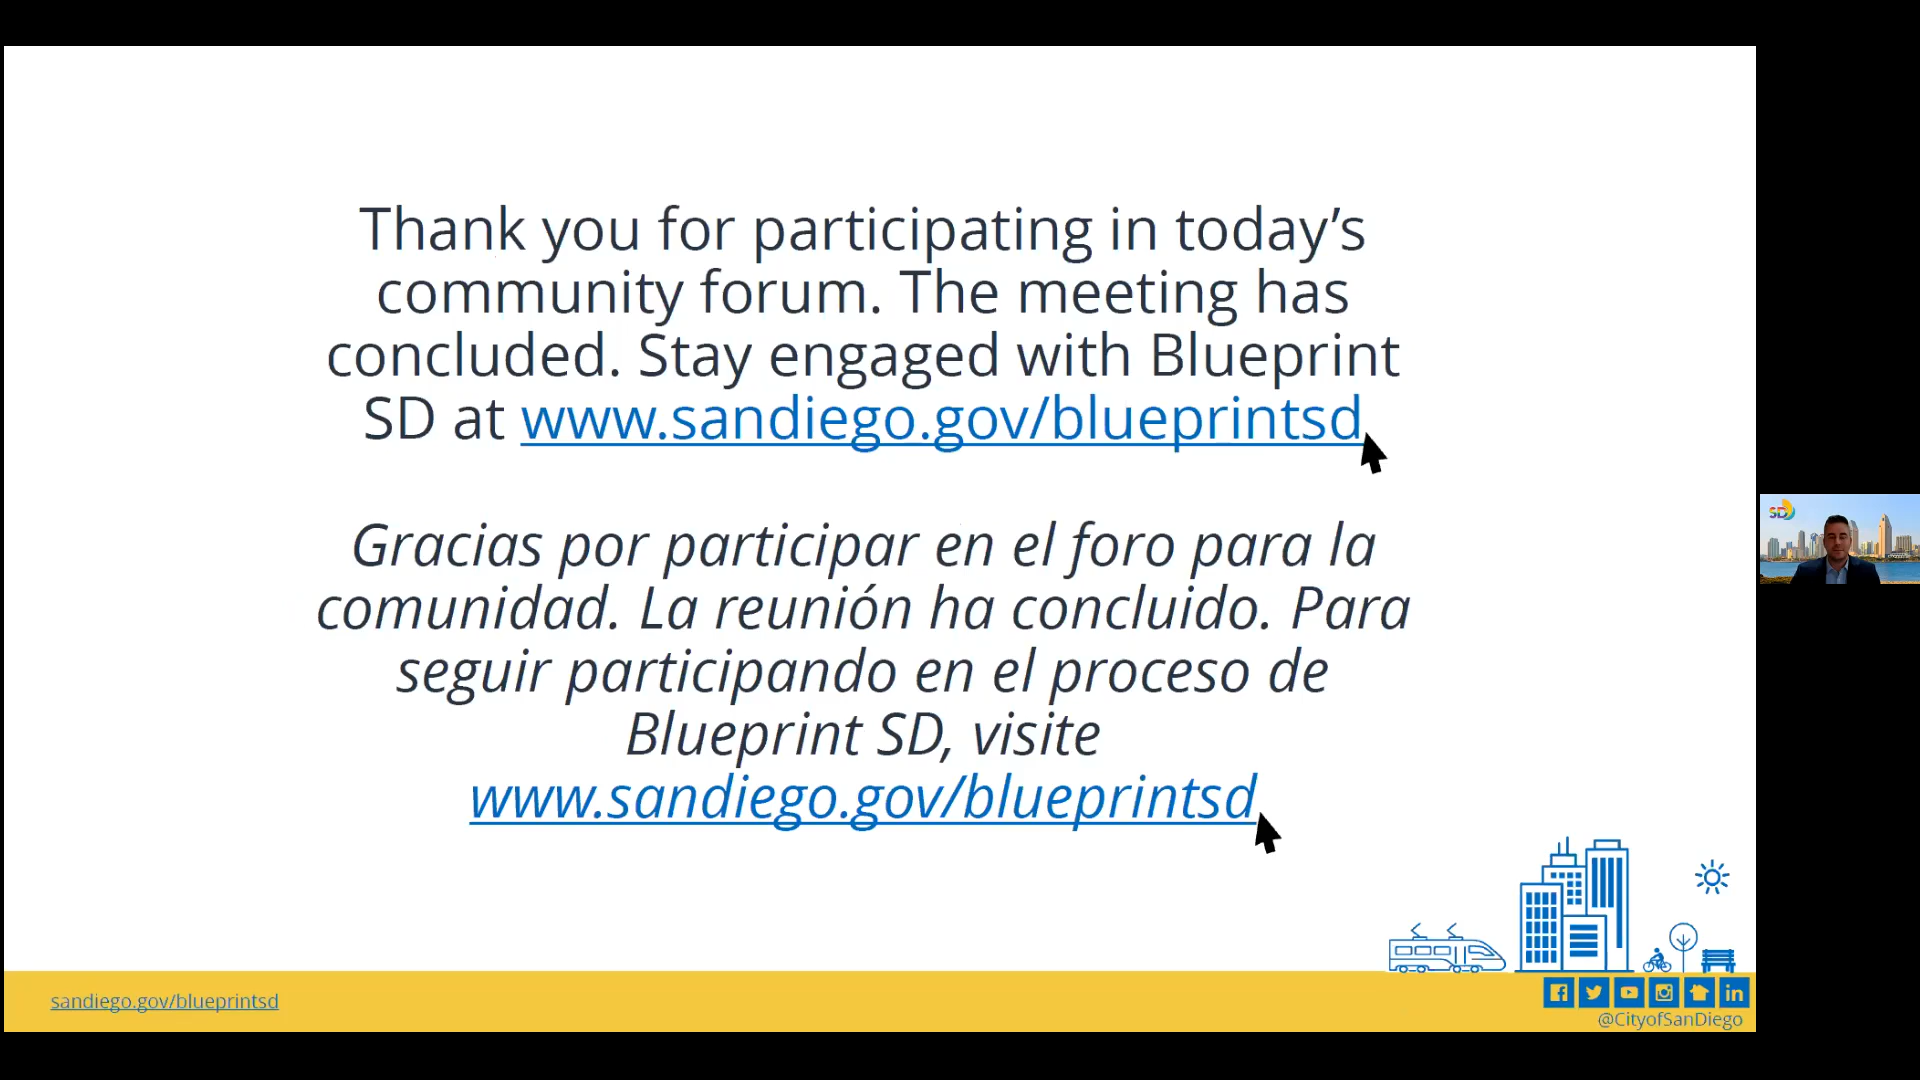 Thank you for participating in today’s
community forum. The meeting has
concluded. Stay engaged with Blueprint
SD at www.sandiego.gov/blueprintsd
Gracias por participar en el foro para la
comunidad. La reunión ha concluido. Para
seguir participando en el proceso de
Blueprint SD, visite
www.sandiego.gov/blueprintsd
SD
sandiego.gov/blueprintsd
in
@CityofSanDiego